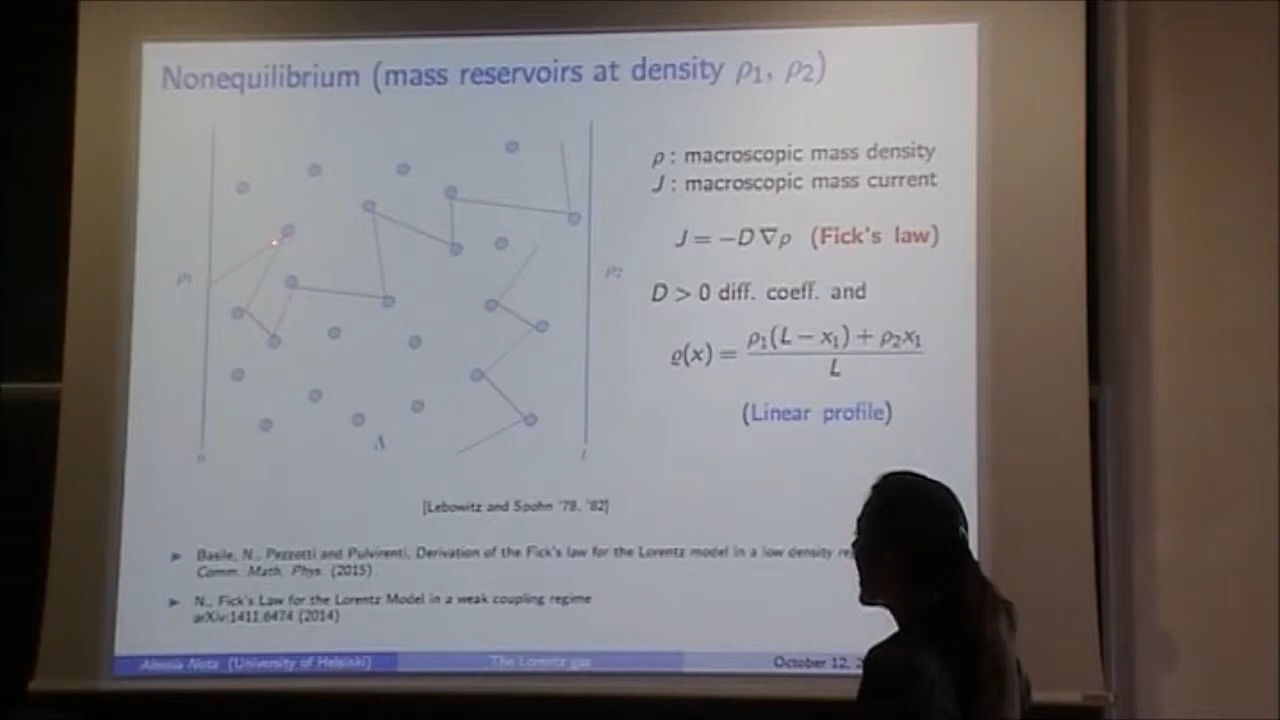 Nonequilibrium (mass reservoirs at density ρ1, ρ2)
ρ : macroscopic mass density
J : macroscopic mass current
J = −D ∇ρ (Fick's law)
ρ1
ρ2
D > 0 diff. coeff. and
ϱ(x) = ρ1(L − x1) + ρ2x1
L
(Linear profile)
Λ
L
[Lebowitz and Spohn '78, '82]
Basile, N., Pezzotti and Pulvirenti, Derivation of the Fick's law for the Lorentz model in a low density
Comm. Math. Phys. (2015)
N., Fick's Law for the Lorentz Model in a weak coupling regime
arXiv:1411.6474 (2014)
Alessia Nota (University of Helsinki) The Lorentz gas October 12, 2